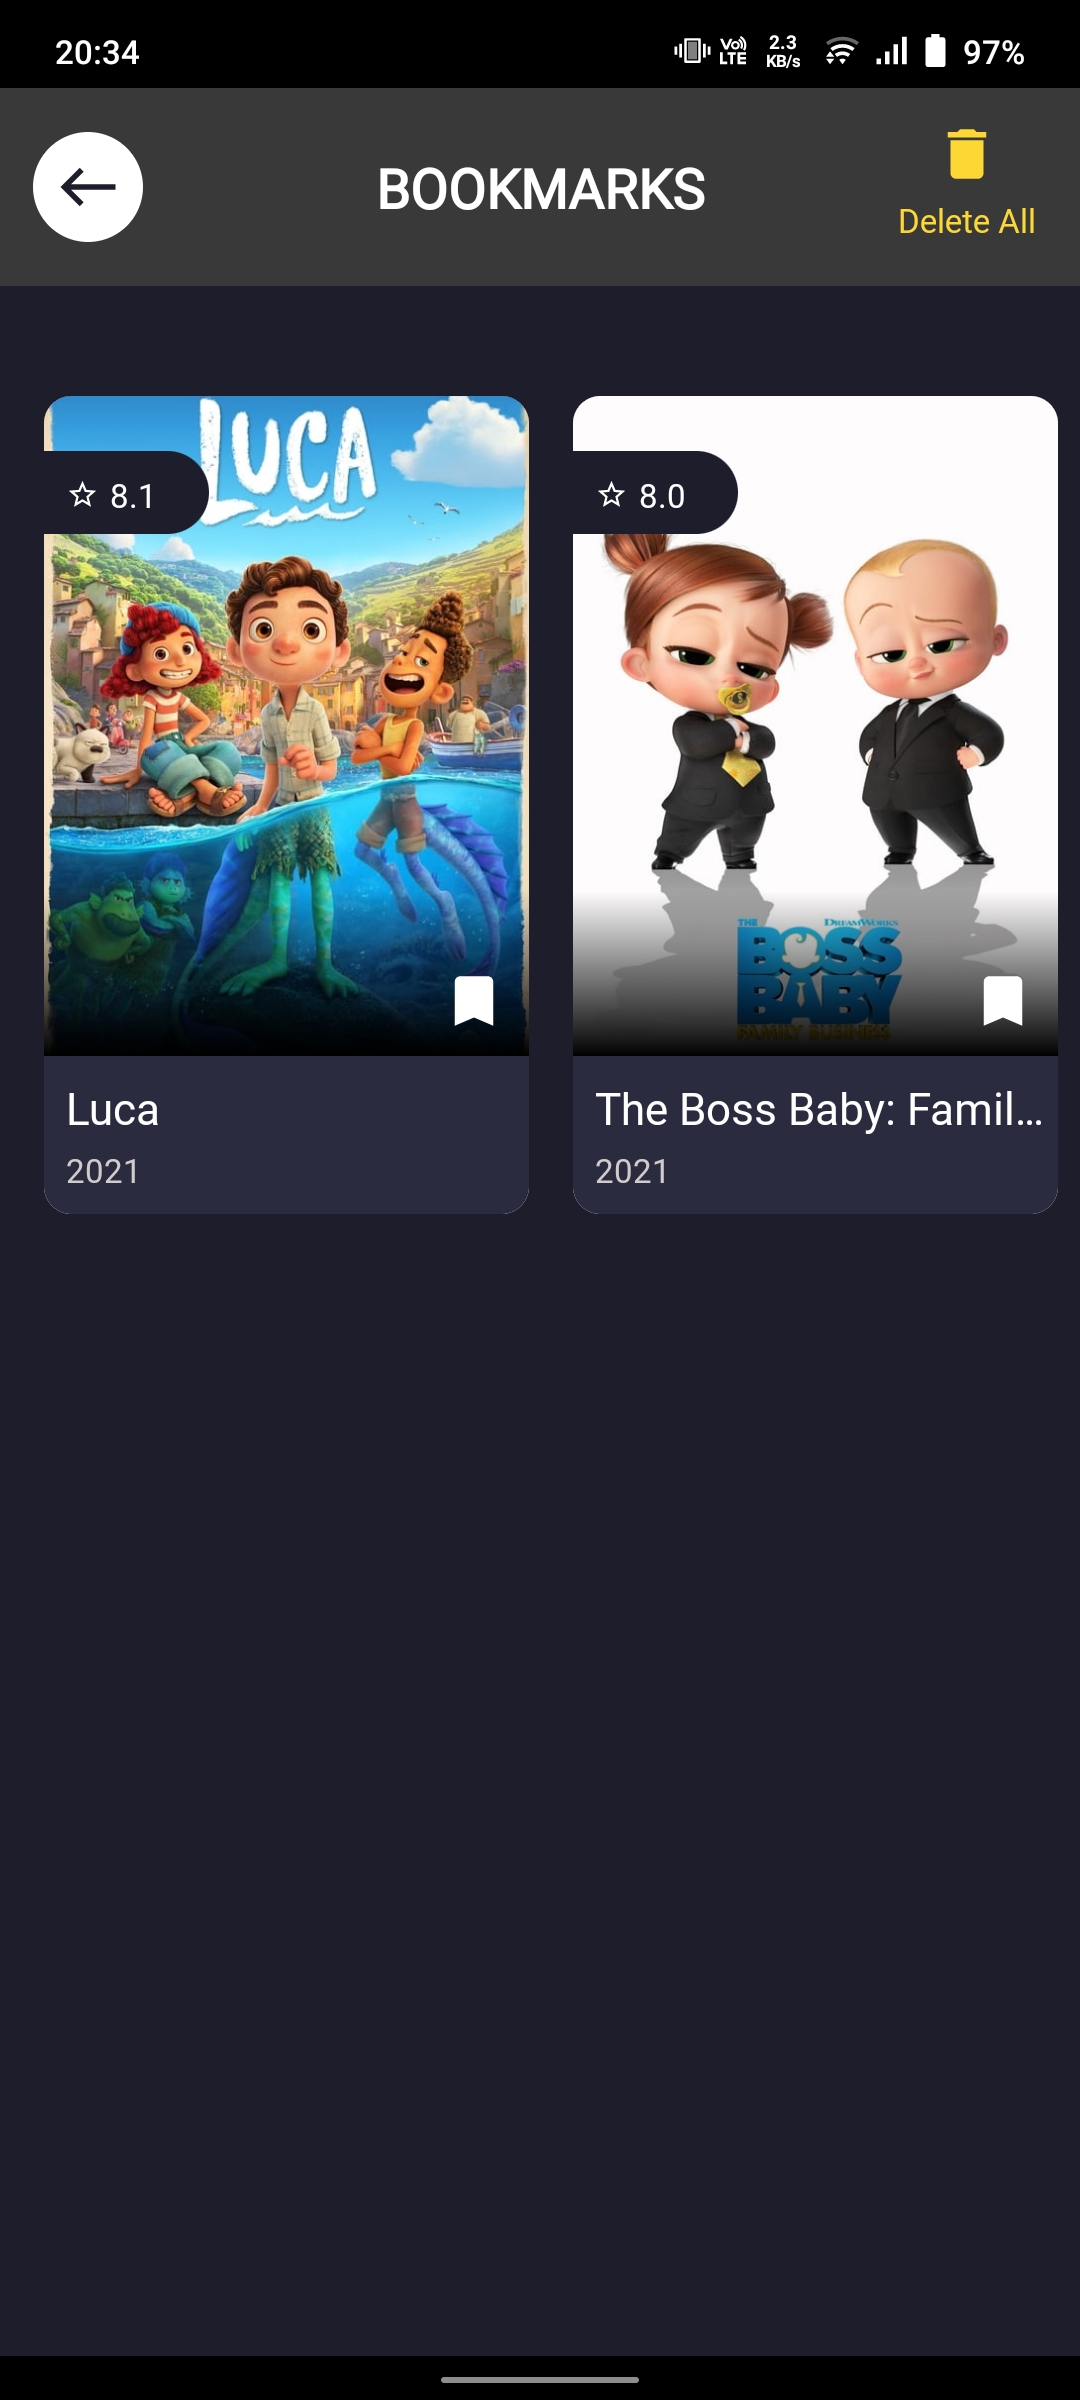 20:34
Vo) LTE
2.3 KB/s
97%
BOOKMARKS
Delete All
LUCA
8.1
8.0
THE
DREAMWORKS
BOSS
BABY
FAMILY BUSINESS
Luca
The Boss Baby: Famil...
2021
2021